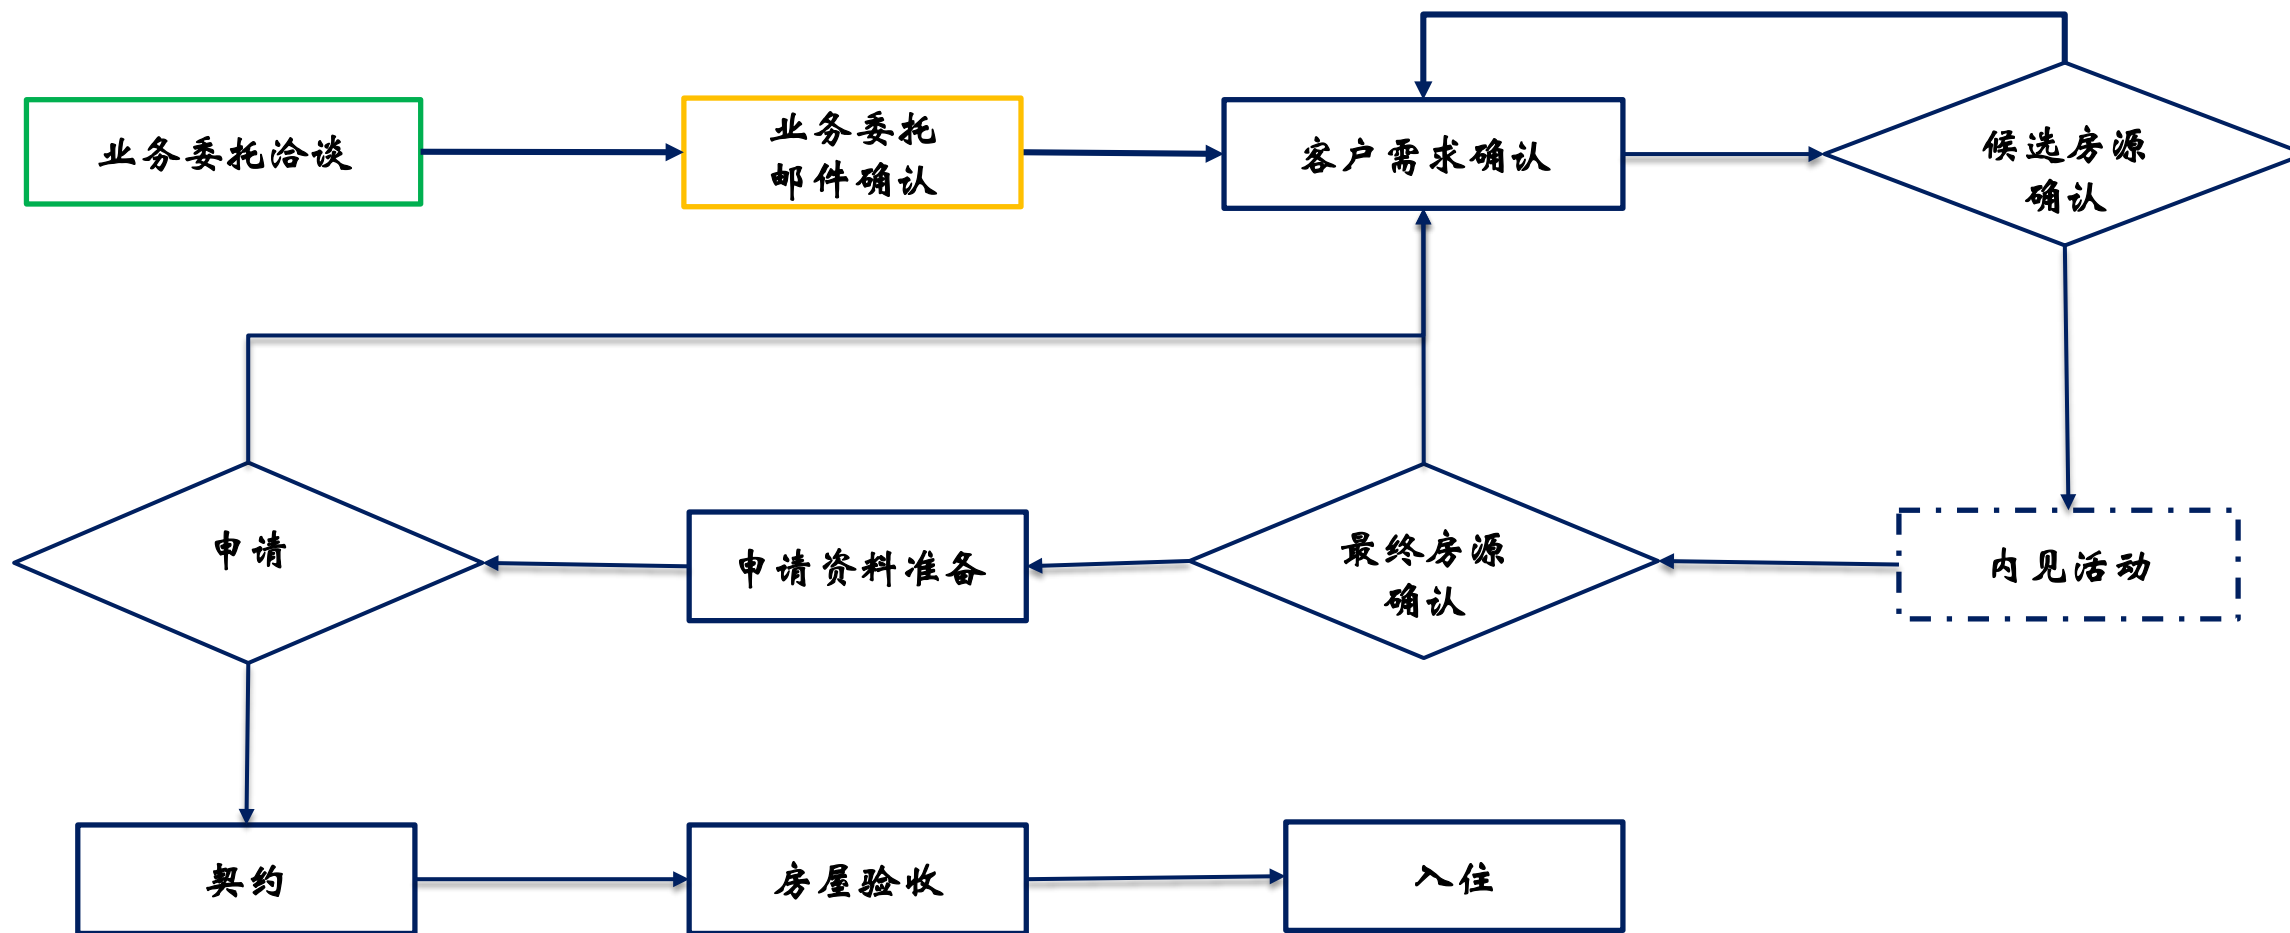 业务委托洽谈
业务委托
邮件确认
客户需求确认
候选房源
确认
申请
申请资料准备
最终房源
确认
内见活动
契约
房屋验收
入住